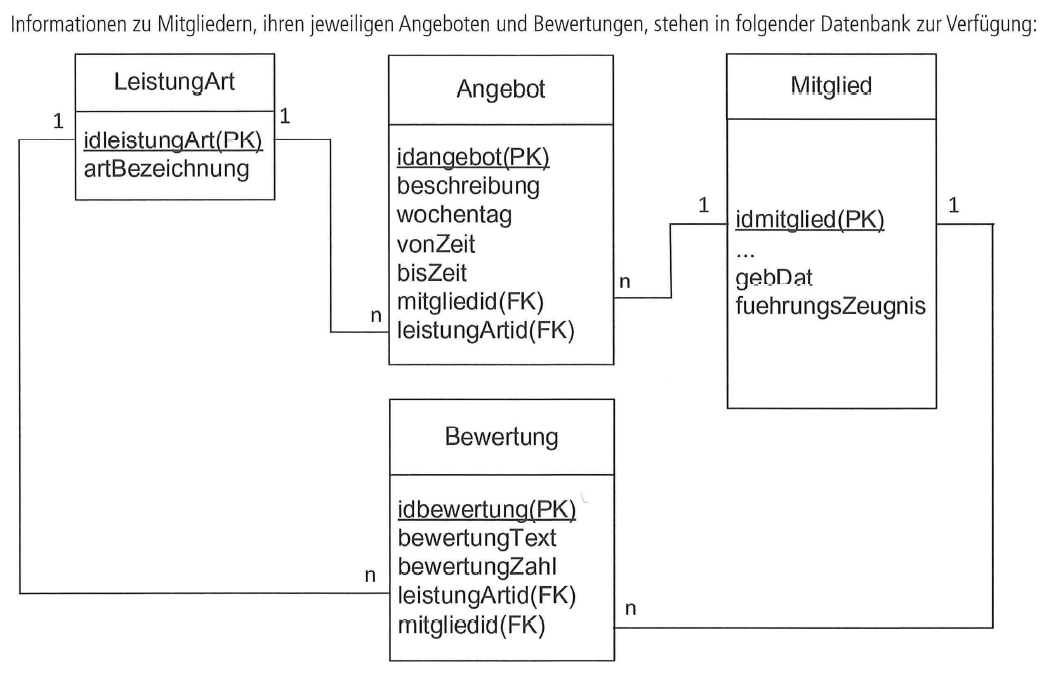 Informationen zu Mitgliedern, ihren jeweiligen Angeboten und Bewertungen, stehen in folgender Datenbank zur Verfügung:
LeistungArt
1
1
idleistungArt(PK)
artBezeichnung
Angebot
idangebot(PK)
beschreibung
wochentag
vonZeit
bisZeit
mitgliedid(FK)
leistungArtid(FK)
n
n
Mitglied
1
1
idmitglied(PK)
...
gebDat
fuehrungsZeugnis
Bewertung
idbewertung(PK)
bewertungText
bewertungZahl
leistungArtid(FK)
mitgliedid(FK)
n
n